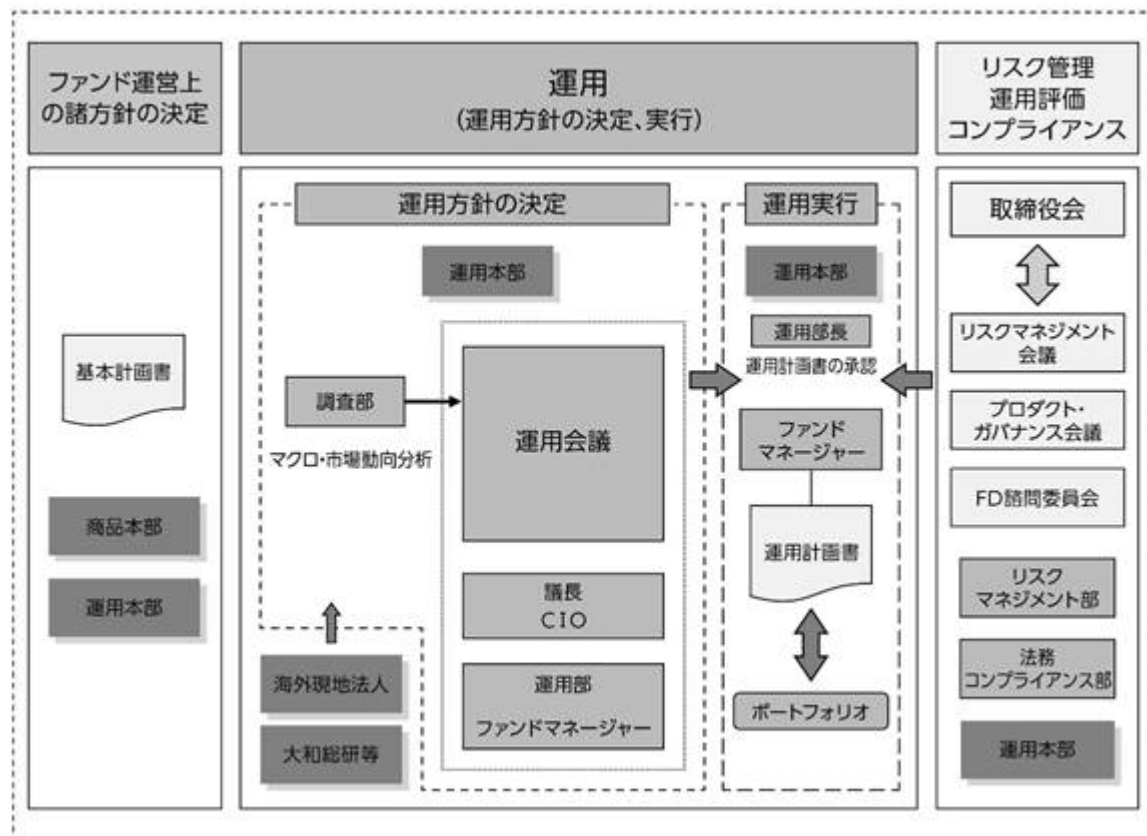 ファンド運営上
の諸方針の決定
運用
(運用方針の決定、実行)
リスク管理
運用評価
コンプライアンス
基本計画書
商品本部
運用本部
運用方針の決定
運用本部
調査部
マクロ・市場動向分析
運用会議
議長
CIO
運用部
ファンドマネージャー
海外現地法人
大和総研等
運用実行
運用本部
運用部長
運用計画書の承認
ファンド
マネージャー
運用計画書
ポートフォリオ
取締役会
リスクマネジメント
会議
プロダクト・
ガバナンス会議
FD諮問委員会
リスク
マネジメント部
法務
コンプライアンス部
運用本部